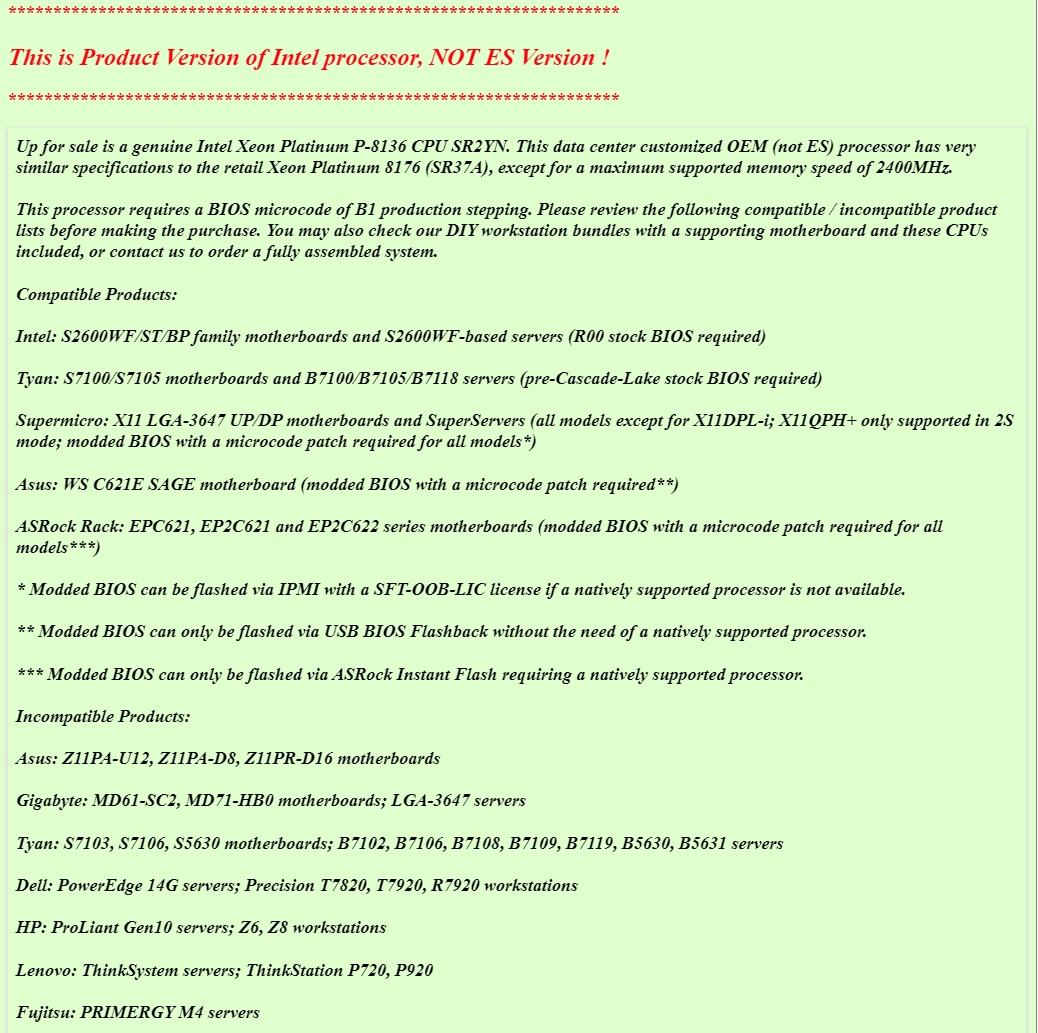 ********************************************************************
This is Product Version of Intel processor, NOT ES Version !
********************************************************************
Up for sale is a genuine Intel Xeon Platinum P-8136 CPU SR2YN. This data center customized OEM (not ES) processor has very
similar specifications to the retail Xeon Platinum 8176 (SR37A), except for a maximum supported memory speed of 2400MHz.
This processor requires a BIOS microcode of B1 production stepping. Please review the following compatible / incompatible product
lists before making the purchase. You may also check our DIY workstation bundles with a supporting motherboard and these CPUs
included, or contact us to order a fully assembled system.
Compatible Products:
Intel: S2600WF/ST/BP family motherboards and S2600WF-based servers (R00 stock BIOS required)
Tyan: S7100/S7105 motherboards and B7100/B7105/B7118 servers (pre-Cascade-Lake stock BIOS required)
Supermicro: X11 LGA-3647 UP/DP motherboards and SuperServers (all models except for X11DPL-i; X11QPH+ only supported in 2S
mode; modded BIOS with a microcode patch required for all models*)
Asus: WS C621E SAGE motherboard (modded BIOS with a microcode patch required**)
ASRock Rack: EPC621, EP2C621 and EP2C622 series motherboards (modded BIOS with a microcode patch required for all
models***)
* Modded BIOS can be flashed via IPMI with a SFT-OOB-LIC license if a natively supported processor is not available.
** Modded BIOS can only be flashed via USB BIOS Flashback without the need of a natively supported processor.
*** Modded BIOS can only be flashed via ASRock Instant Flash requiring a natively supported processor.
Incompatible Products:
Asus: Z11PA-U12, Z11PA-D8, Z11PR-D16 motherboards
Gigabyte: MD61-SC2, MD71-HB0 motherboards; LGA-3647 servers
Tyan: S7103, S7106, S5630 motherboards; B7102, B7106, B7108, B7109, B7119, B5630, B5631 servers
Dell: PowerEdge 14G servers; Precision T7820, T7920, R7920 workstations
HP: ProLiant Gen10 servers; Z6, Z8 workstations
Lenovo: ThinkSystem servers; ThinkStation P720, P920
Fujitsu: PRIMERGY M4 servers